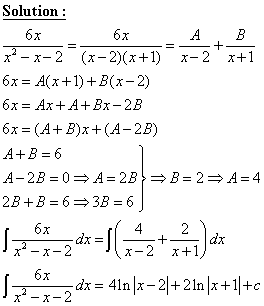 Solution :
6x/(x²−x−2) = 6x/((x−2)(x+1)) = A/(x−2) + B/(x+1)
6x = A(x+1)+B(x−2)
6x = Ax+A+Bx−2B
6x = (A+B)x+(A−2B)
A+B = 6
A−2B = 0 ⇒ A = 2B } ⇒ B = 2 ⇒ A = 4
2B+B = 6 ⇒ 3B = 6
∫ 6x/(x²−x−2) dx = ∫ (4/(x−2) + 2/(x+1)) dx
∫ 6x/(x²−x−2) dx = 4ln|x−2|+2ln|x+1|+c